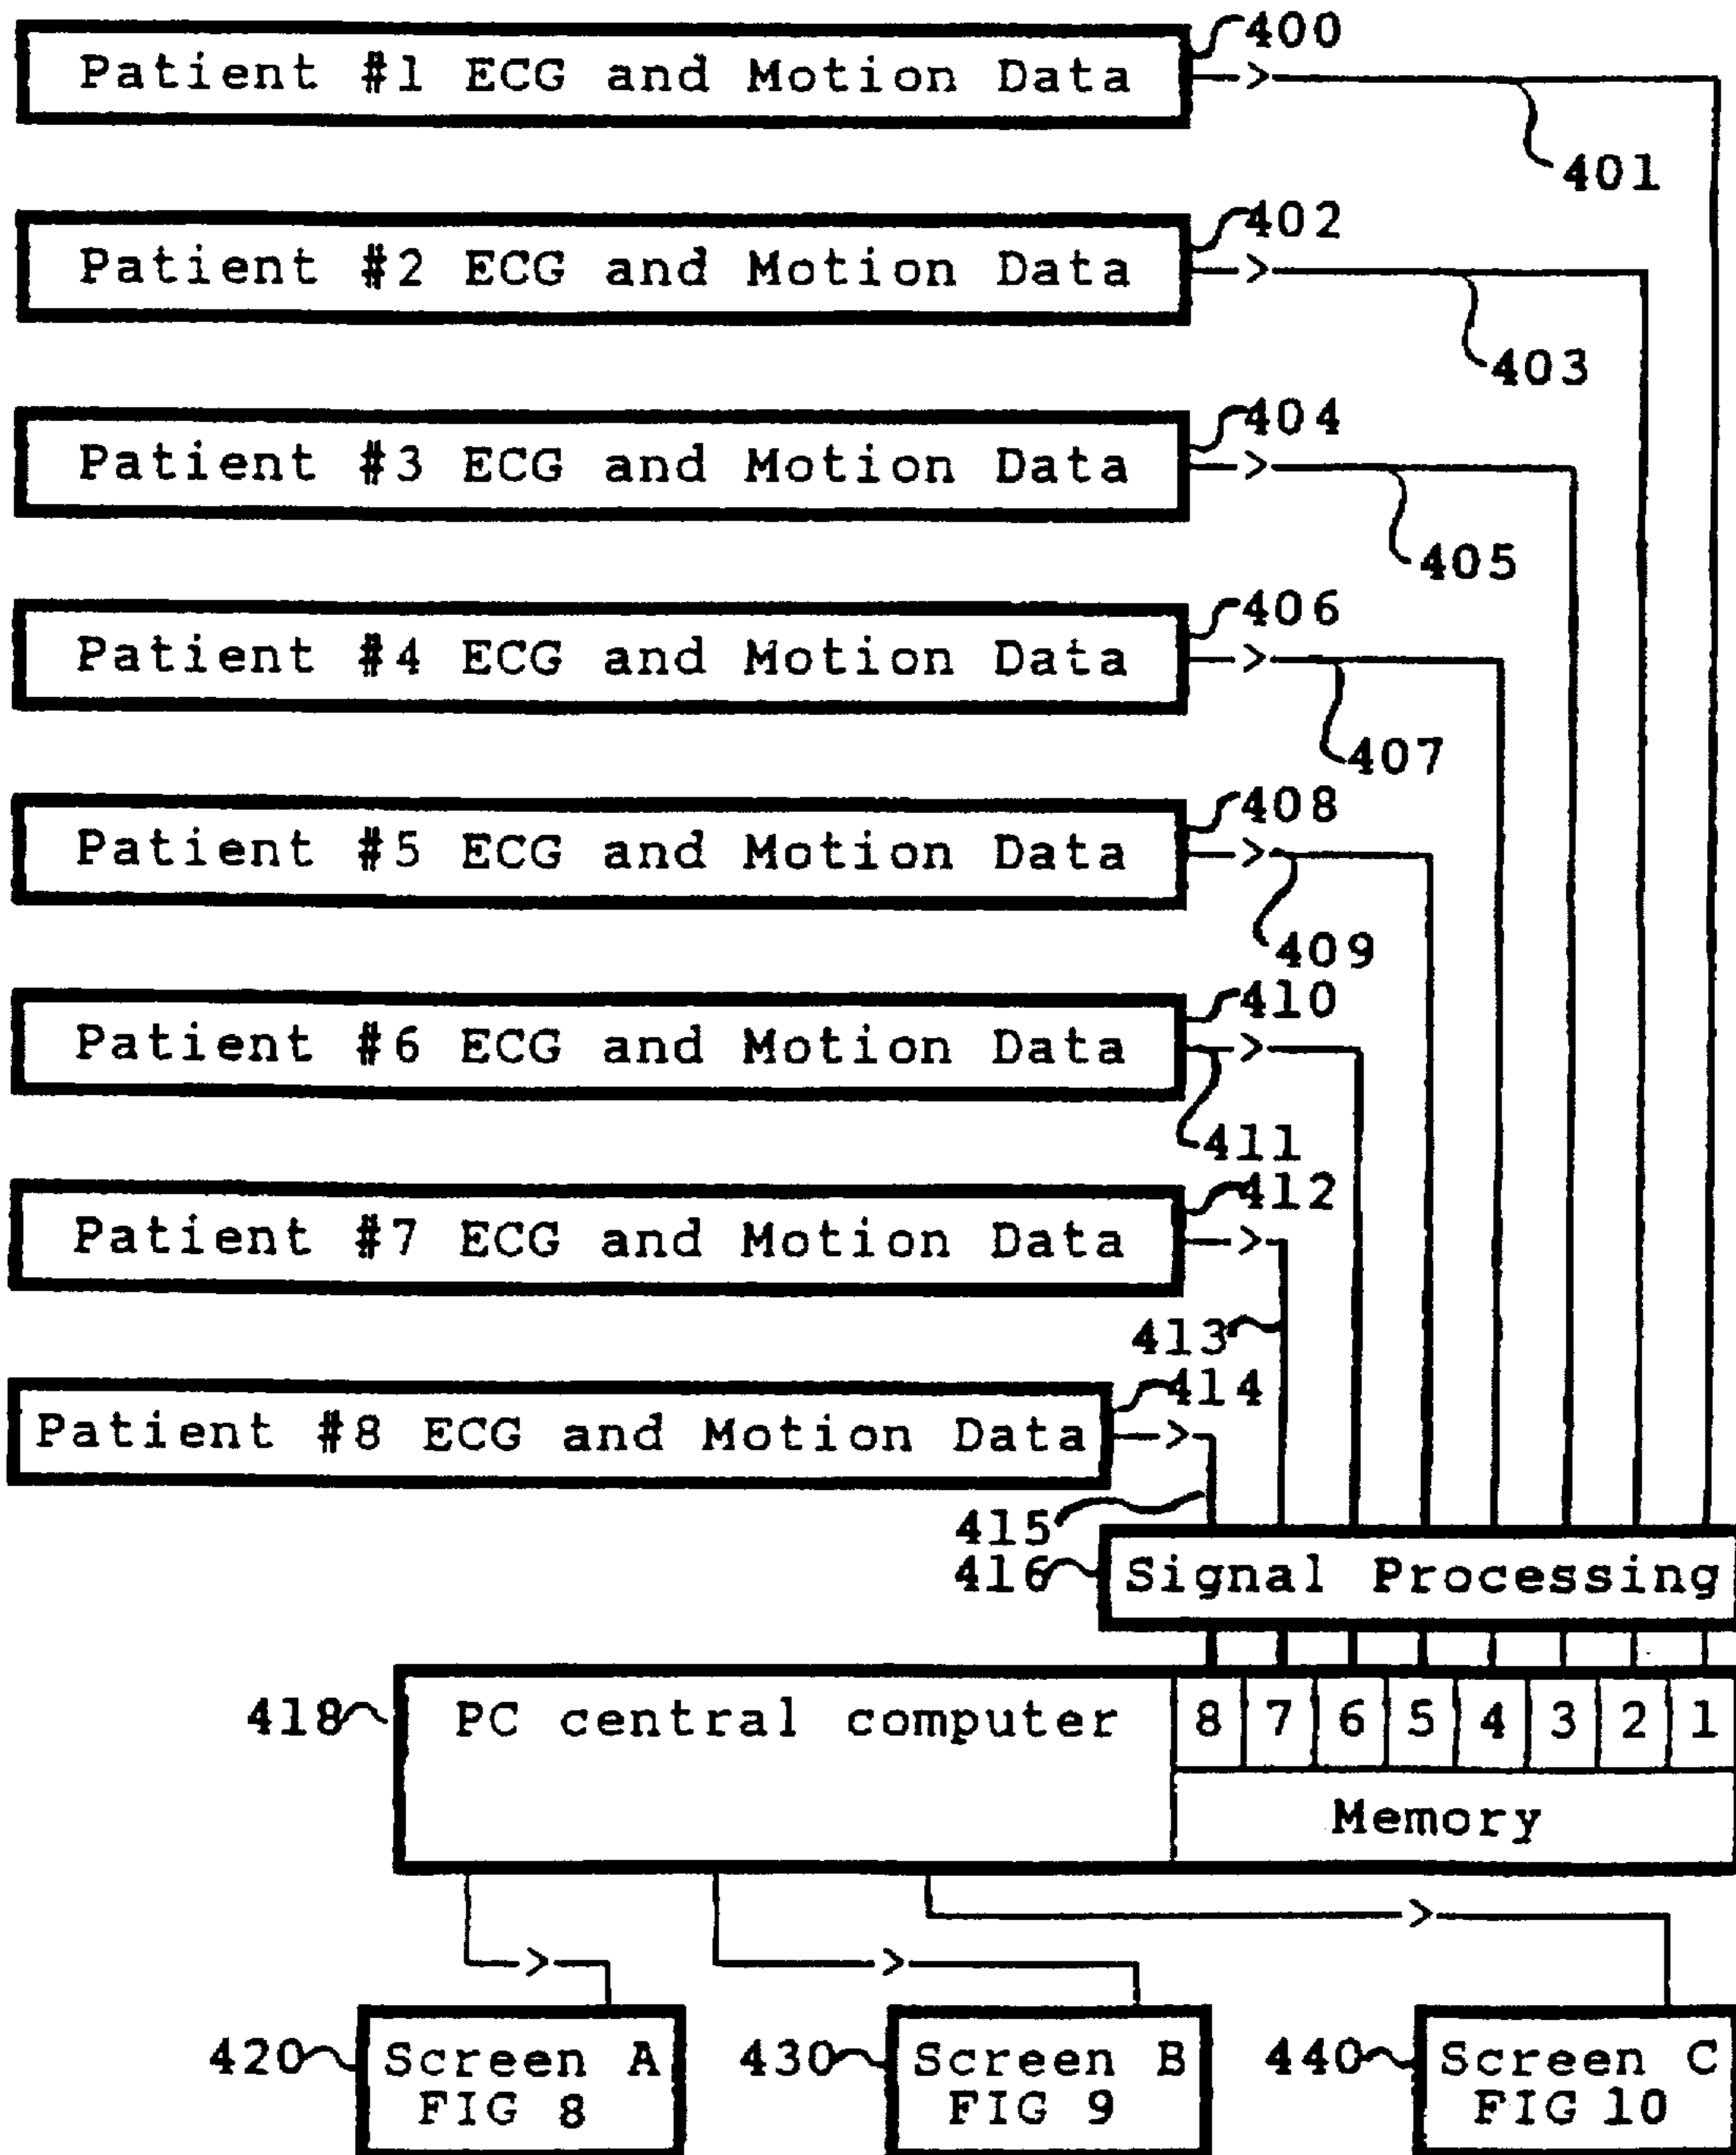 400
Patient #1 ECG and Motion Data
401
402
Patient #2 ECG and Motion Data
403
404
Patient #3 ECG and Motion Data
405
406
Patient #4 ECG and Motion Data
407
408
Patient #5 ECG and Motion Data
409
410
Patient #6 ECG and Motion Data
411
412
Patient #7 ECG and Motion Data
413
414
Patient #8 ECG and Motion Data
415
416 Signal Processing
418 PC central computer 8 7 6 5 4 3 2 1
Memory
420 Screen A
FIG 8
430 Screen B
FIG 9
440 Screen C
FIG 10